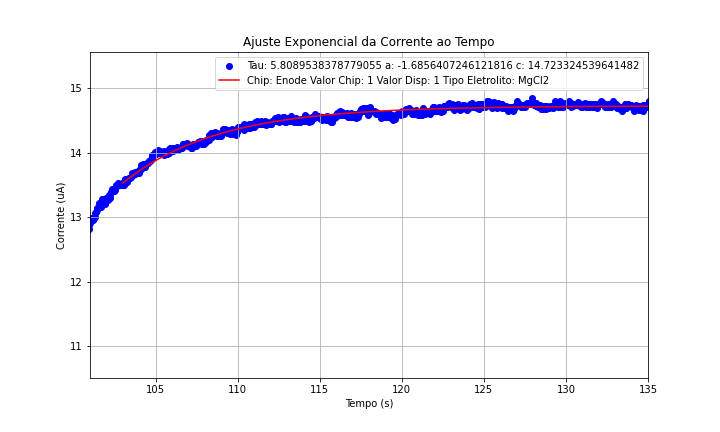 Ajuste Exponencial da Corrente ao Tempo
Tau: 5.8089538378779055 a: -1.6856407246121816 c: 14.723324539641482
Chip: Enode Valor Chip: 1 Valor Disp: 1 Tipo Eletrolito: MgCl2
15
14
13
12
11
Corrente (uA)
105
110
115
120
125
130
135
Tempo (s)